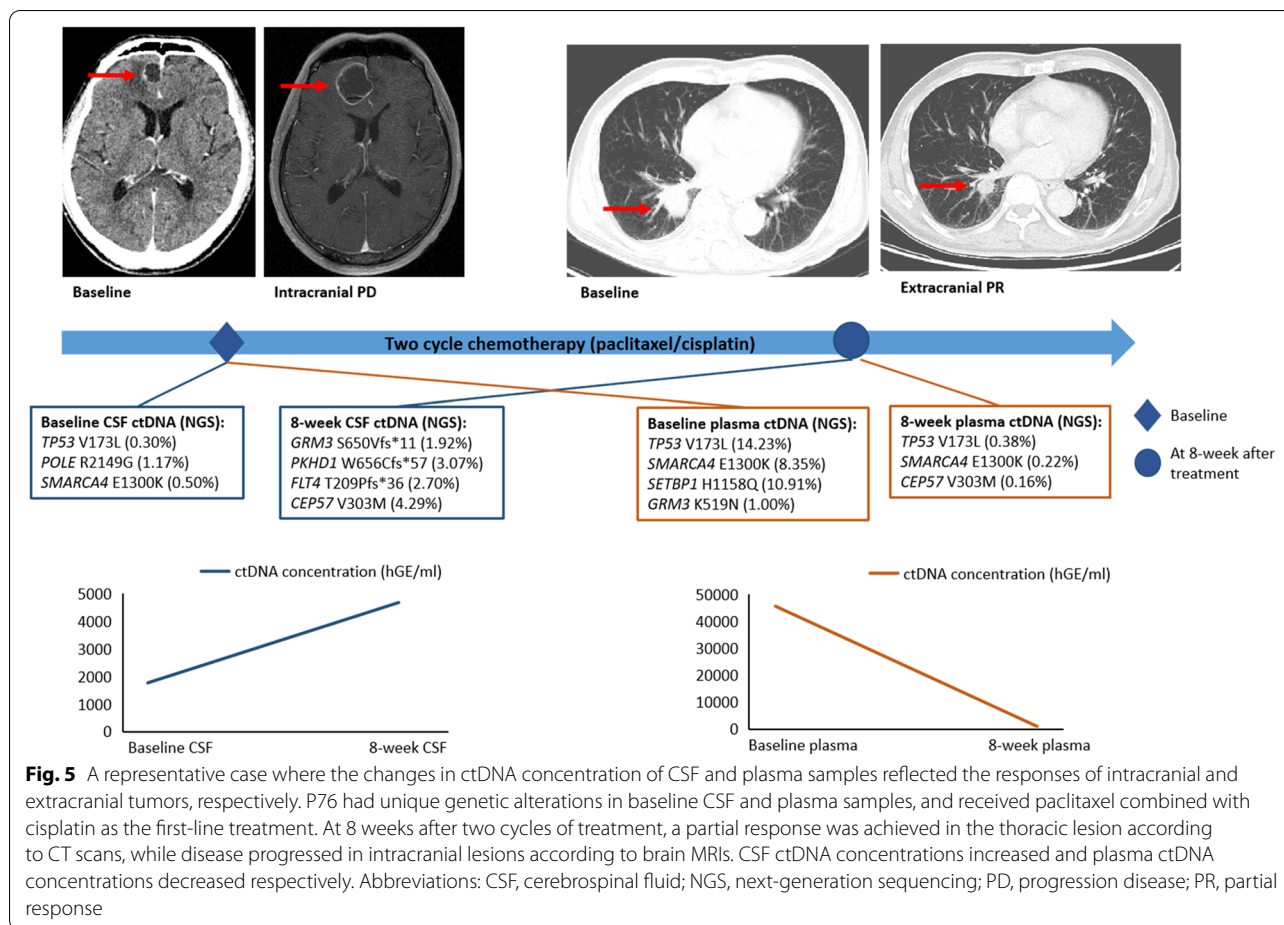 Baseline
Intracranial PD
Baseline
Extracranial PR
Two cycle chemotherapy (paclitaxel/cisplatin)
Baseline CSF ctDNA (NGS):
TP53 V173L (0.30%)
POLE R2149G (1.17%)
SMARCA4 E1300K (0.50%)
8-week CSF ctDNA (NGS):
GRM3 S650Vfs*11 (1.92%)
PKHD1 W656Cfs*57 (3.07%)
FLT4 T209Pfs*36 (2.70%)
CEP57 V303M (4.29%)
Baseline plasma ctDNA (NGS):
TP53 V173L (14.23%)
SMARCA4 E1300K (8.35%)
SETBP1 H1158Q (10.91%)
GRM3 K519N (1.00%)
8-week plasma ctDNA (NGS):
TP53 V173L (0.38%)
SMARCA4 E1300K (0.22%)
CEP57 V303M (0.16%)
Baseline
At 8-week after
treatment
ctDNA concentration (hGE/ml)
5000
4000
3000
2000
1000
0
Baseline CSF
8-week CSF
ctDNA concentration (hGE/ml)
50000
40000
30000
20000
10000
0
Baseline plasma
8-week plasma
Fig. 5 A representative case where the changes in ctDNA concentration of CSF and plasma samples reflected the responses of intracranial and
extracranial tumors, respectively. P76 had unique genetic alterations in baseline CSF and plasma samples, and received paclitaxel combined with
cisplatin as the first-line treatment. At 8 weeks after two cycles of treatment, a partial response was achieved in the thoracic lesion according
to CT scans, while disease progressed in intracranial lesions according to brain MRIs. CSF ctDNA concentrations increased and plasma ctDNA
concentrations decreased respectively. Abbreviations: CSF, cerebrospinal fluid; NGS, next-generation sequencing; PD, progression disease; PR, partial
response